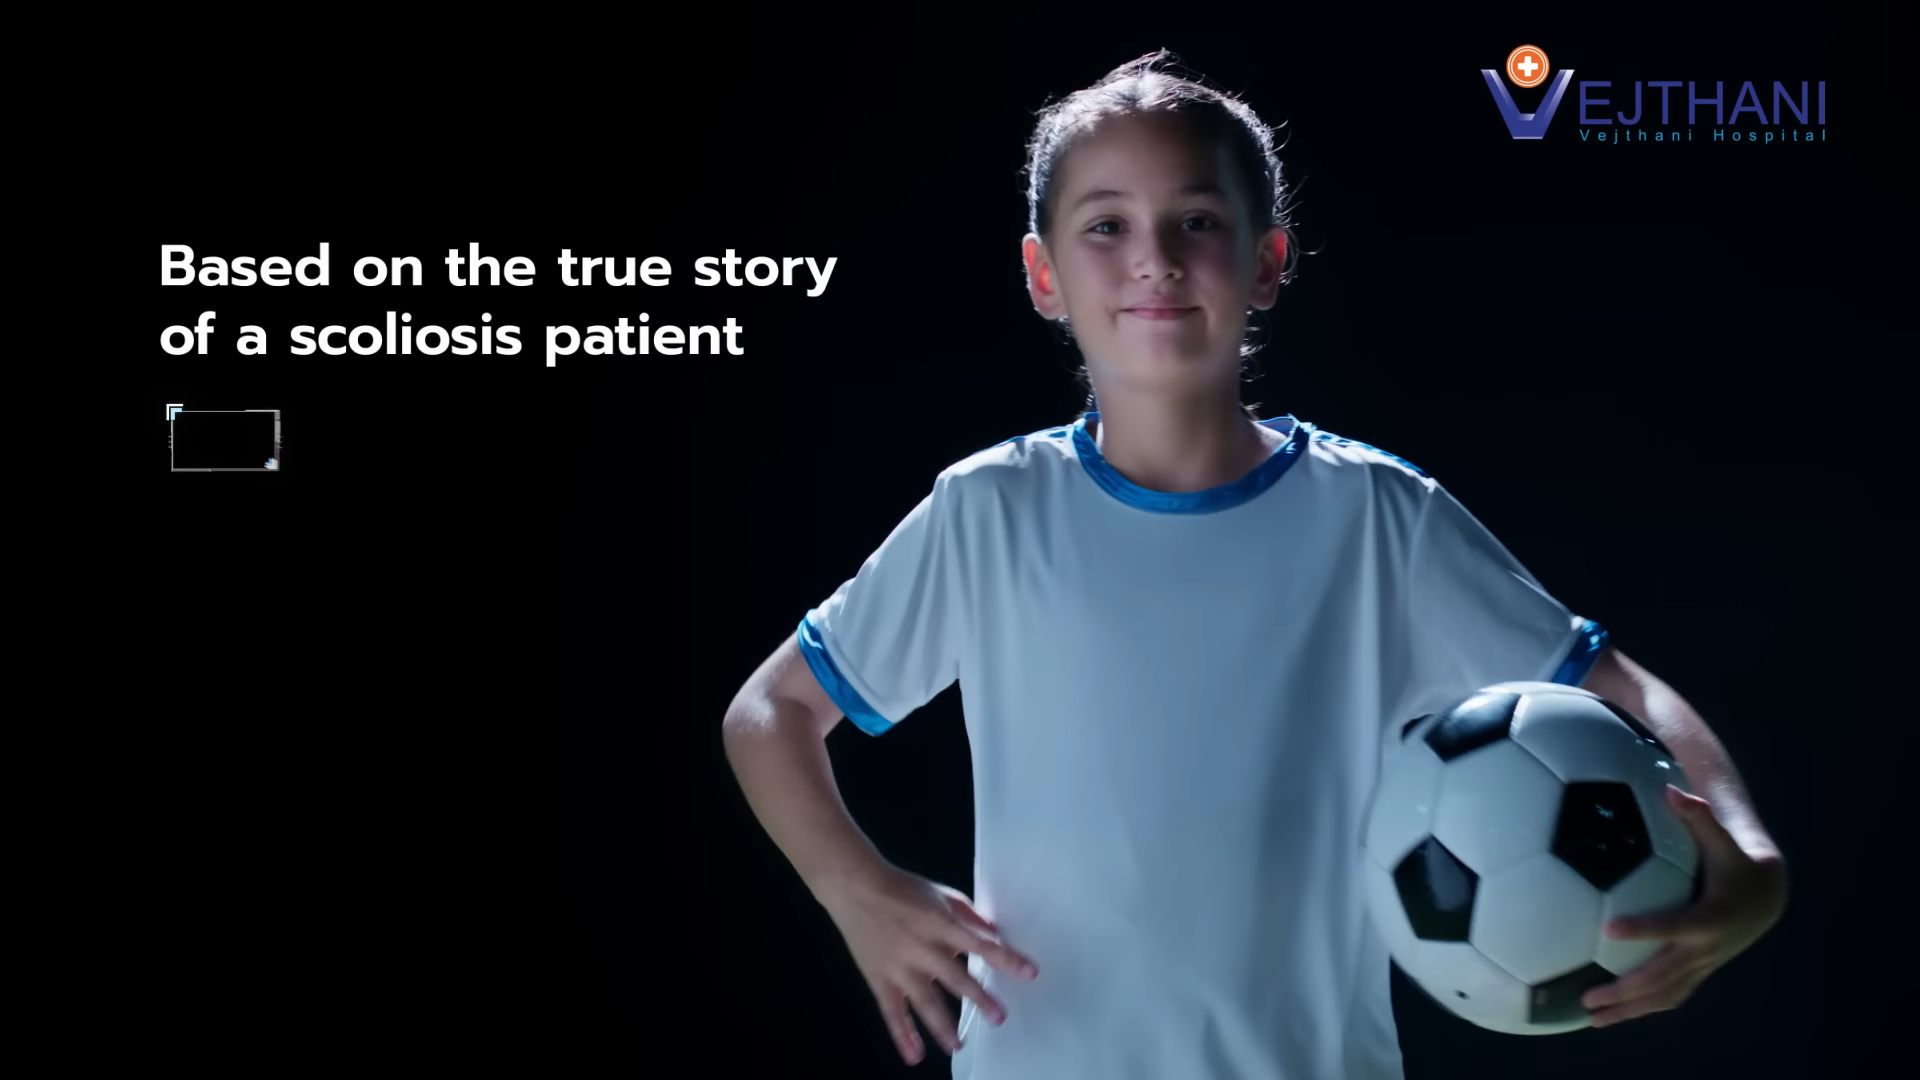 VEJTHANI
Vejthani Hospital
Based on the true story
of a scoliosis patient